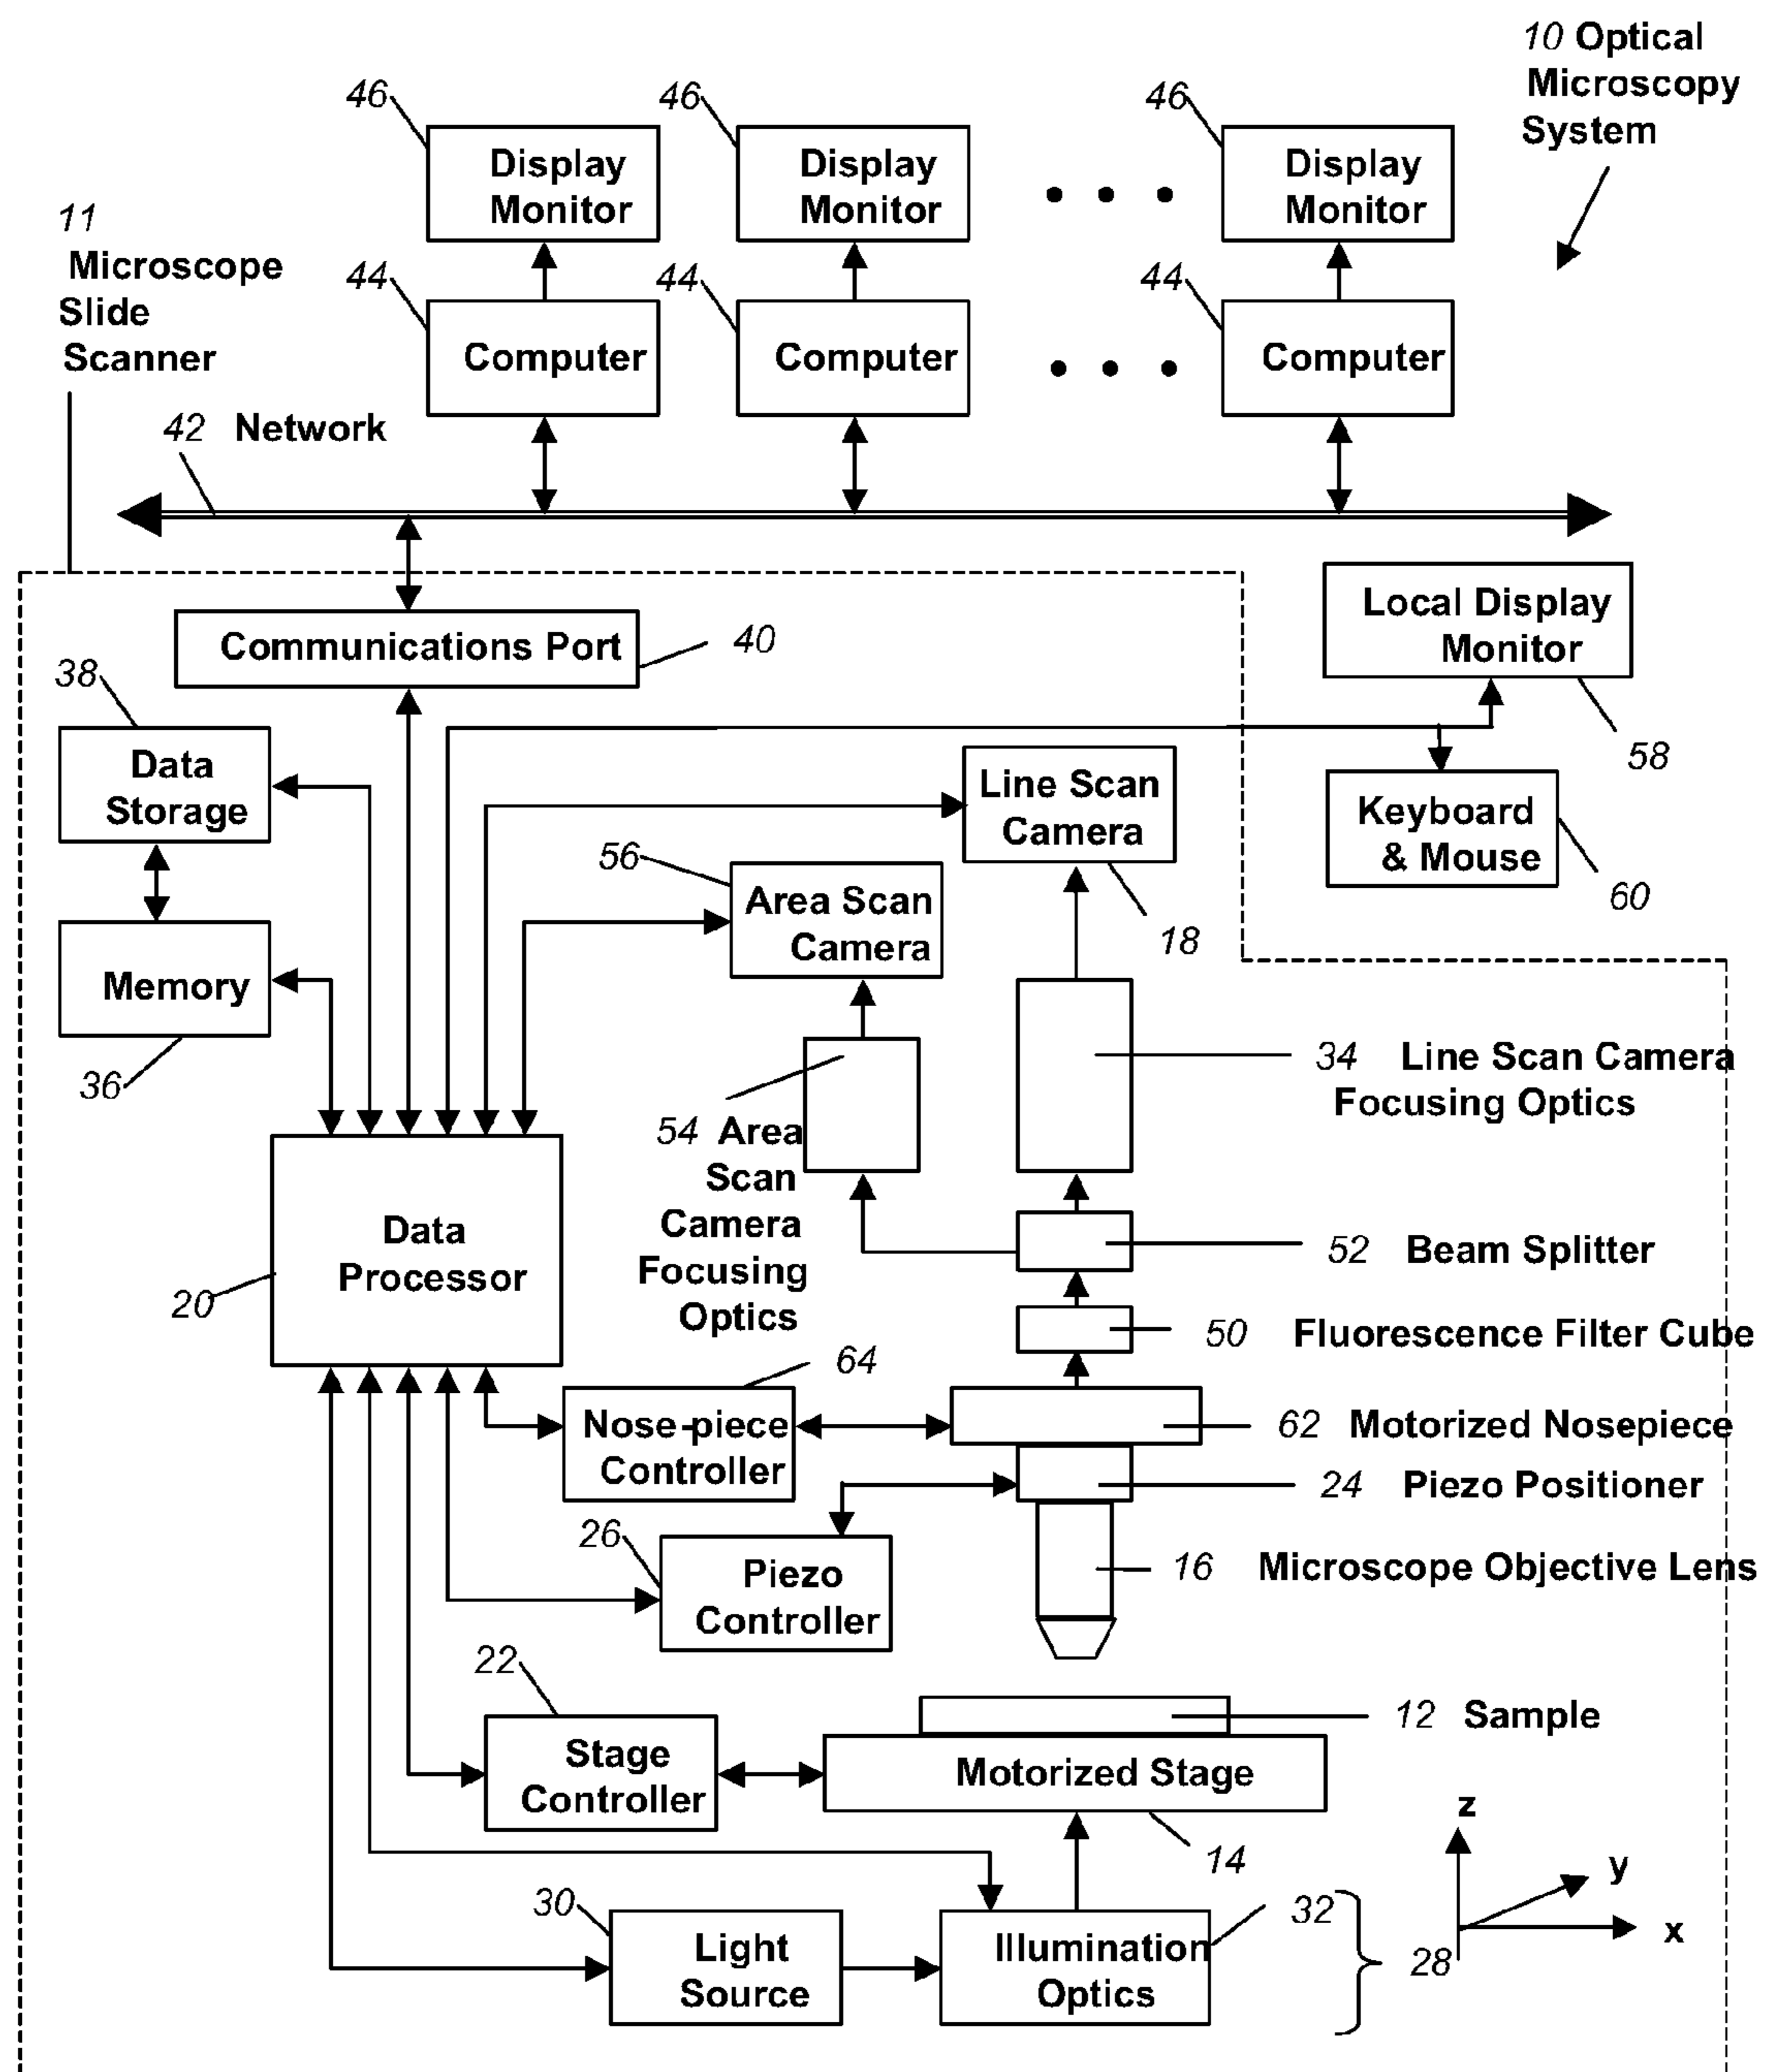 10 Optical
Microscopy
System
46
46
46
Display
Monitor
Display
Monitor
Display
Monitor
11
Microscope
Slide
Scanner
44
44
44
Computer
Computer
Computer
42 Network
Local Display
Monitor
58
Communications Port
40
38
Data
Storage
Line Scan
Camera
18
Keyboard
& Mouse
60
56
Area Scan
Camera
Memory
36
34 Line Scan Camera
Focusing Optics
54 Area
Scan
Camera
Focusing
Optics
Data
Processor
20
52 Beam Splitter
50 Fluorescence Filter Cube
64
Nose-piece
Controller
62 Motorized Nosepiece
24 Piezo Positioner
26
Piezo
Controller
16 Microscope Objective Lens
22
Stage
Controller
12 Sample
Motorized Stage
14
z
y
x
30
Light
Source
Illumination
Optics
32
28